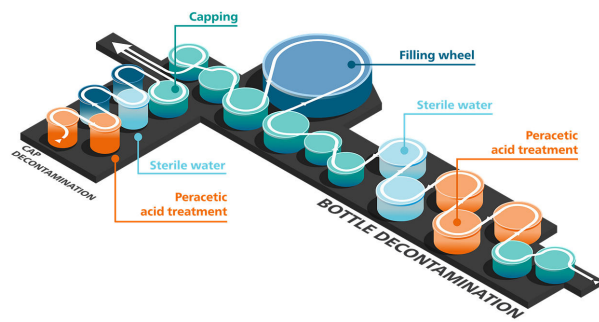 Capping
Filling wheel
Sterile water
Peracetic
acid treatment
Sterile water
Peracetic
acid treatment
CAP
DECONTAMINATION
BOTTLE DECONTAMINATION